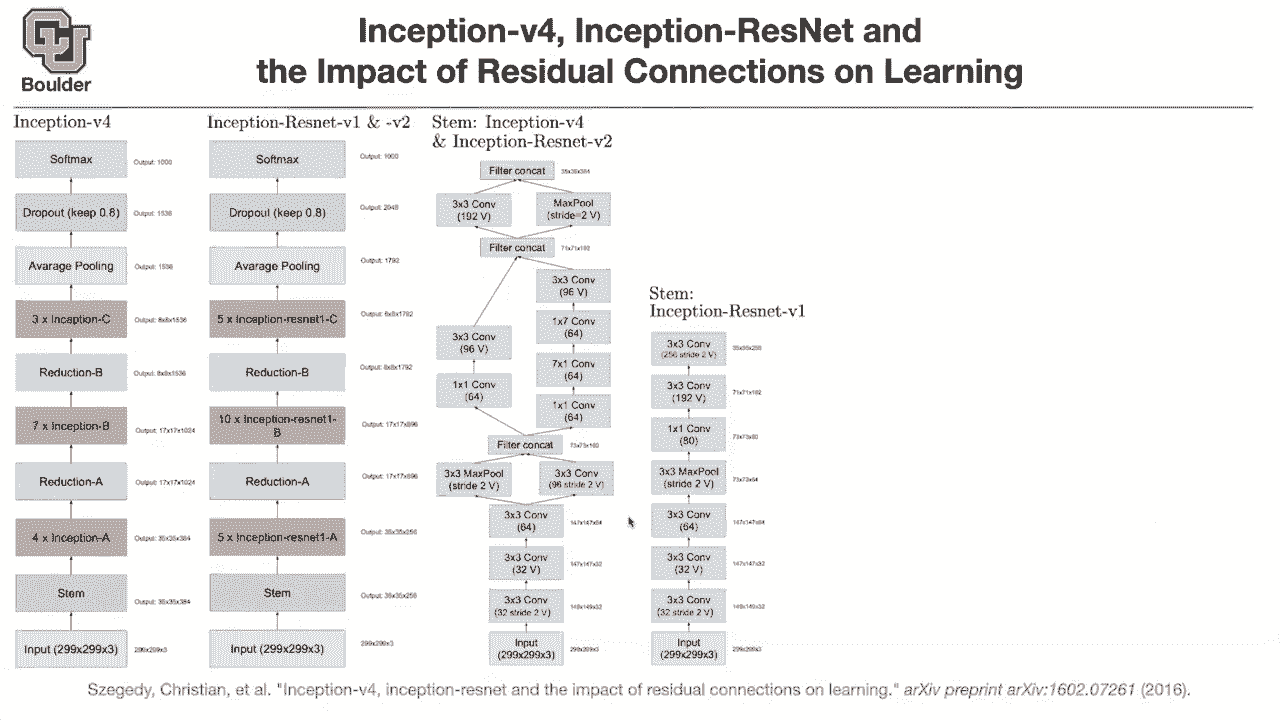 Boulder
Inception-v4, Inception-ResNet and
the Impact of Residual Connections on Learning
Inception-v4
Softmax
Output: 1000
Dropout (keep 0.8)
Output: 1536
Avarage Pooling
Output: 1536
3 x Inception-C
Output: 8x8x1536
Reduction-B
Output: 8x8x1536
7 x Inception-B
Output: 17x17x1024
Reduction-A
Output: 17x17x1024
4 x Inception-A
Output: 35x35x384
Stem
Output: 35x35x384
Input (299x299x3)
299x299x3
Inception-Resnet-v1 & -v2
Softmax
Output: 1000
Dropout (keep 0.8)
Output: 2048
Avarage Pooling
Output: 1792
5 x Inception-resnet1-C
Output: 8x8x1792
Reduction-B
Output: 8x8x1792
10 x Inception-resnet1-
B
Output: 17x17x896
Reduction-A
Output: 17x17x896
5 x Inception-resnet1-A
Output: 35x35x256
Stem
Output: 35x35x256
Input (299x299x3)
299x299x3
Stem: Inception-v4
& Inception-Resnet-v2
Filter concat
35x35x384
3x3 Conv
(192 V)
MaxPool
(stride=2 V)
Filter concat
71x71x192
3x3 Conv
(96 V)
1x7 Conv
(64)
3x3 Conv
(96 V)
7x1 Conv
(64)
1x1 Conv
(64)
1x1 Conv
(64)
Filter concat
73x73x160
3x3 MaxPool
(stride 2 V)
3x3 Conv
(96 stride 2 V)
3x3 Conv
(64)
147x147x64
3x3 Conv
(32 V)
147x147x32
3x3 Conv
(32 stride 2 V)
149x149x32
Input
(299x299x3)
299x299x3
Stem:
Inception-Resnet-v1
3x3 Conv
(256 stride 2 V)
35x35x256
3x3 Conv
(192 V)
71x71x192
1x1 Conv
(80)
73x73x80
3x3 MaxPool
(stride 2 V)
73x73x64
3x3 Conv
(64)
147x147x64
3x3 Conv
(32 V)
147x147x32
3x3 Conv
(32 stride 2 V)
149x149x32
Input
(299x299x3)
299x299x3
Szegedy, Christian, et al. "Inception-v4, inception-resnet and the impact of residual connections on learning." arXiv preprint arXiv:1602.07261 (2016).